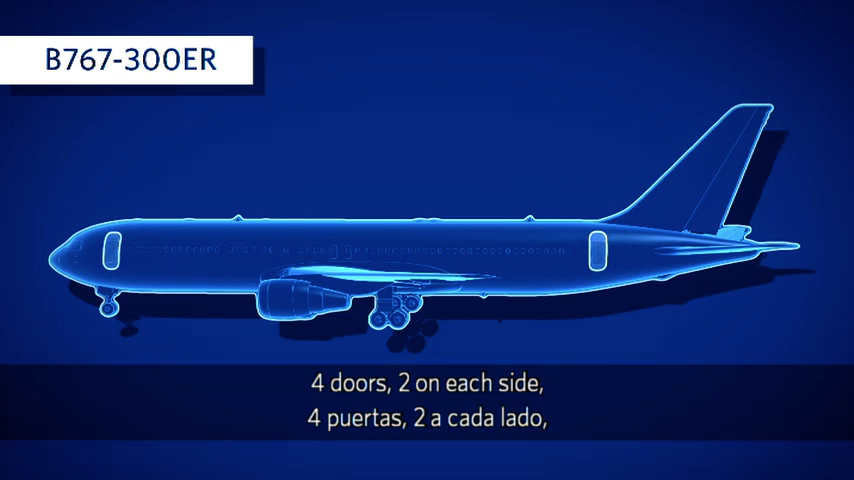 B767-300ER
4 doors, 2 on each side,
4 puertas, 2 a cada lado,